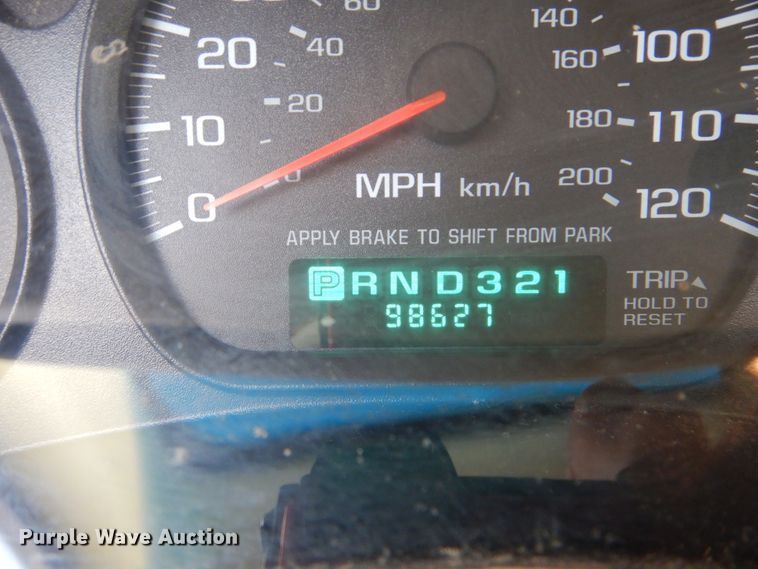 60
140
20
40
160
100
20
10
180
110
20
0
MPH km/h
200
120
APPLY BRAKE TO SHIFT FROM PARK
PRND321
TRIP
98627
HOLD TO
RESET
Purple Wave Auction